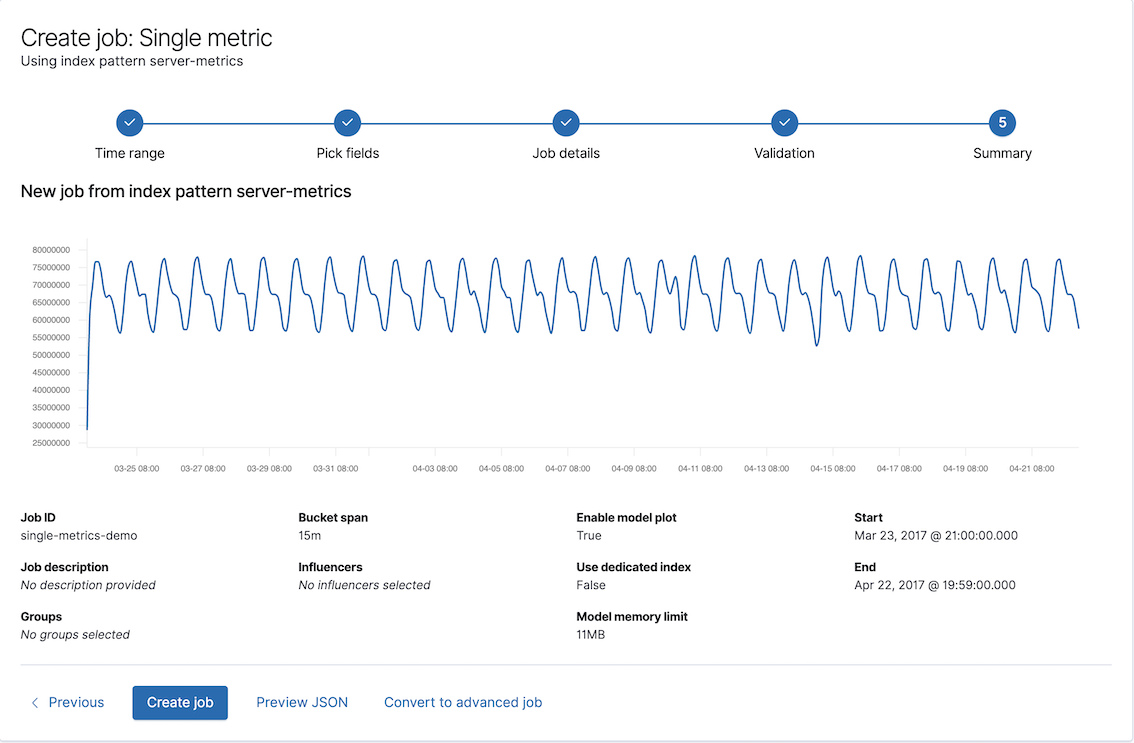 Create job: Single metric
Using index pattern server-metrics
5
Time range Pick fields Job details Validation Summary
New job from index pattern server-metrics
80000000
75000000
70000000
65000000
60000000
55000000
50000000
45000000
40000000
35000000
30000000
25000000
03-25 08:00 03-27 08:00 03-29 08:00 03-31 08:00 04-03 08:00 04-05 08:00 04-07 08:00 04-09 08:00 04-11 08:00 04-13 08:00 04-15 08:00 04-17 08:00 04-19 08:00 04-21 08:00
Job ID Bucket span Enable model plot Start
single-metrics-demo 15m True Mar 23, 2017 @ 21:00:00.000
Job description Influencers Use dedicated index End
No description provided No influencers selected False Apr 22, 2017 @ 19:59:00.000
Groups Model memory limit
No groups selected 11MB
Previous Create job Preview JSON Convert to advanced job